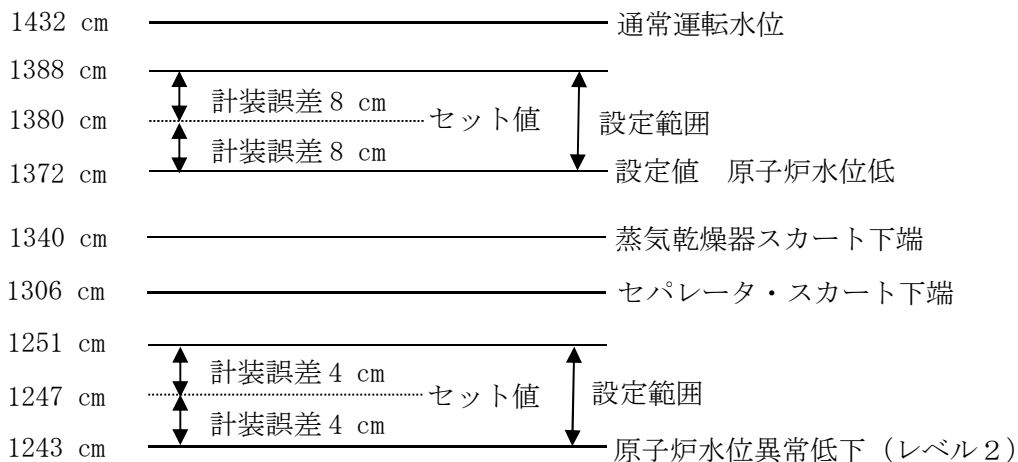 1432 cm 通常運転水位
1388 cm
計装誤差8 cm
1380 cm セット値 設定範囲
計装誤差8 cm
1372 cm 設定値 原子炉水位低
1340 cm 蒸気乾燥器スカート下端
1306 cm セパレータ・スカート下端
1251 cm
計装誤差4 cm
1247 cm セット値 設定範囲
計装誤差4 cm
1243 cm 原子炉水位異常低下（レベル2）